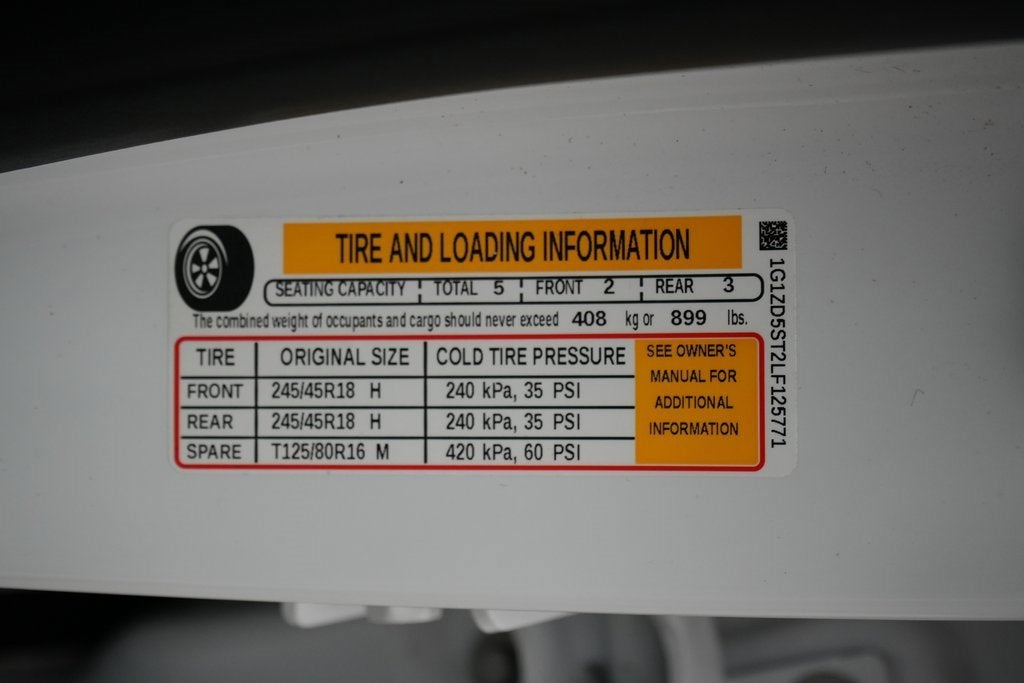 TIRE AND LOADING INFORMATION
SEATING CAPACITY TOTAL 5 FRONT 2 REAR 3
The combined weight of occupants and cargo should never exceed 408 kg or 899 lbs.
TIRE ORIGINAL SIZE COLD TIRE PRESSURE
FRONT 245/45R18 H 240 kPa, 35 PSI
REAR 245/45R18 H 240 kPa, 35 PSI
SPARE T125/80R16 M 420 kPa, 60 PSI
SEE OWNER'S
MANUAL FOR
ADDITIONAL
INFORMATION
1G1ZD5ST2LF125771